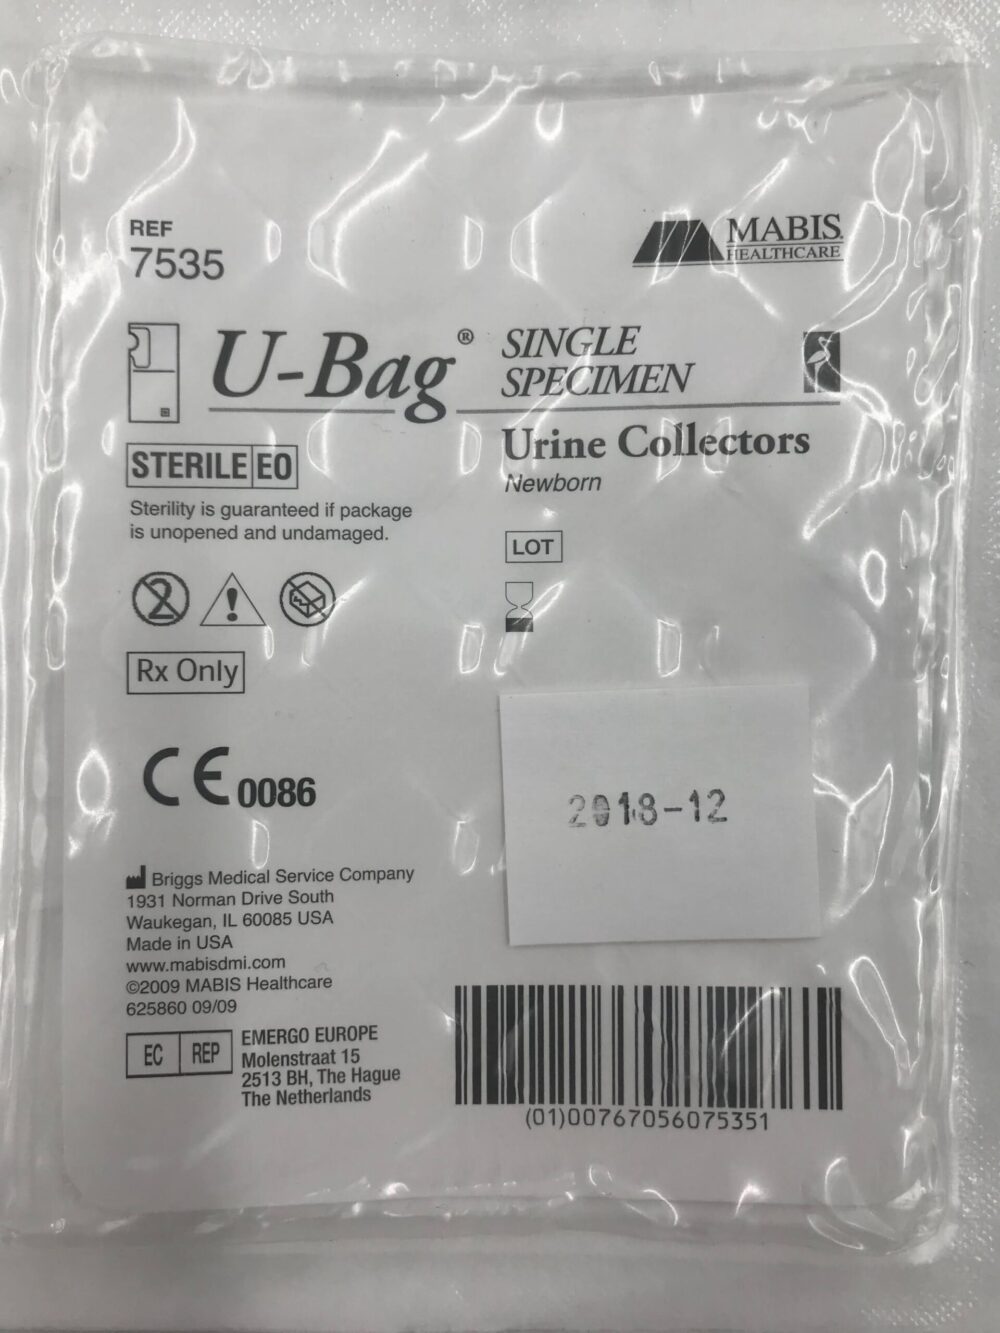 REF
7535
MABIS
HEALTHCARE
U-Bag®
SINGLE
SPECIMEN
Urine Collectors
Newborn
STERILE EO
Sterility is guaranteed if package
is unopened and undamaged.
LOT
2
!
Rx Only
CE 0086
2018-12
Briggs Medical Service Company
1931 Norman Drive South
Waukegan, IL 60085 USA
Made in USA
www.mabisdmi.com
©2009 MABIS Healthcare
625860 09/09
EC REP
EMERGO EUROPE
Molenstraat 15
2513 BH, The Hague
The Netherlands
(01)00767056075351